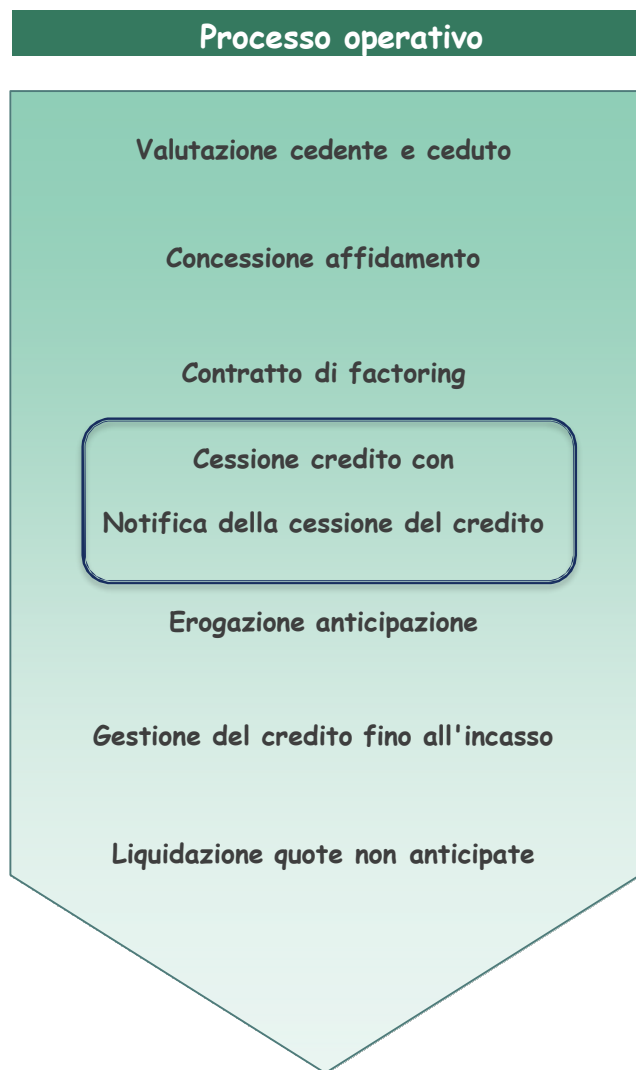 Processo operativo
Valutazione cedente e ceduto
Concessione affidamento
Contratto di factoring
Cessione credito con
Notifica della cessione del credito
Erogazione anticipazione
Gestione del credito fino all'incasso
Liquidazione quote non anticipate